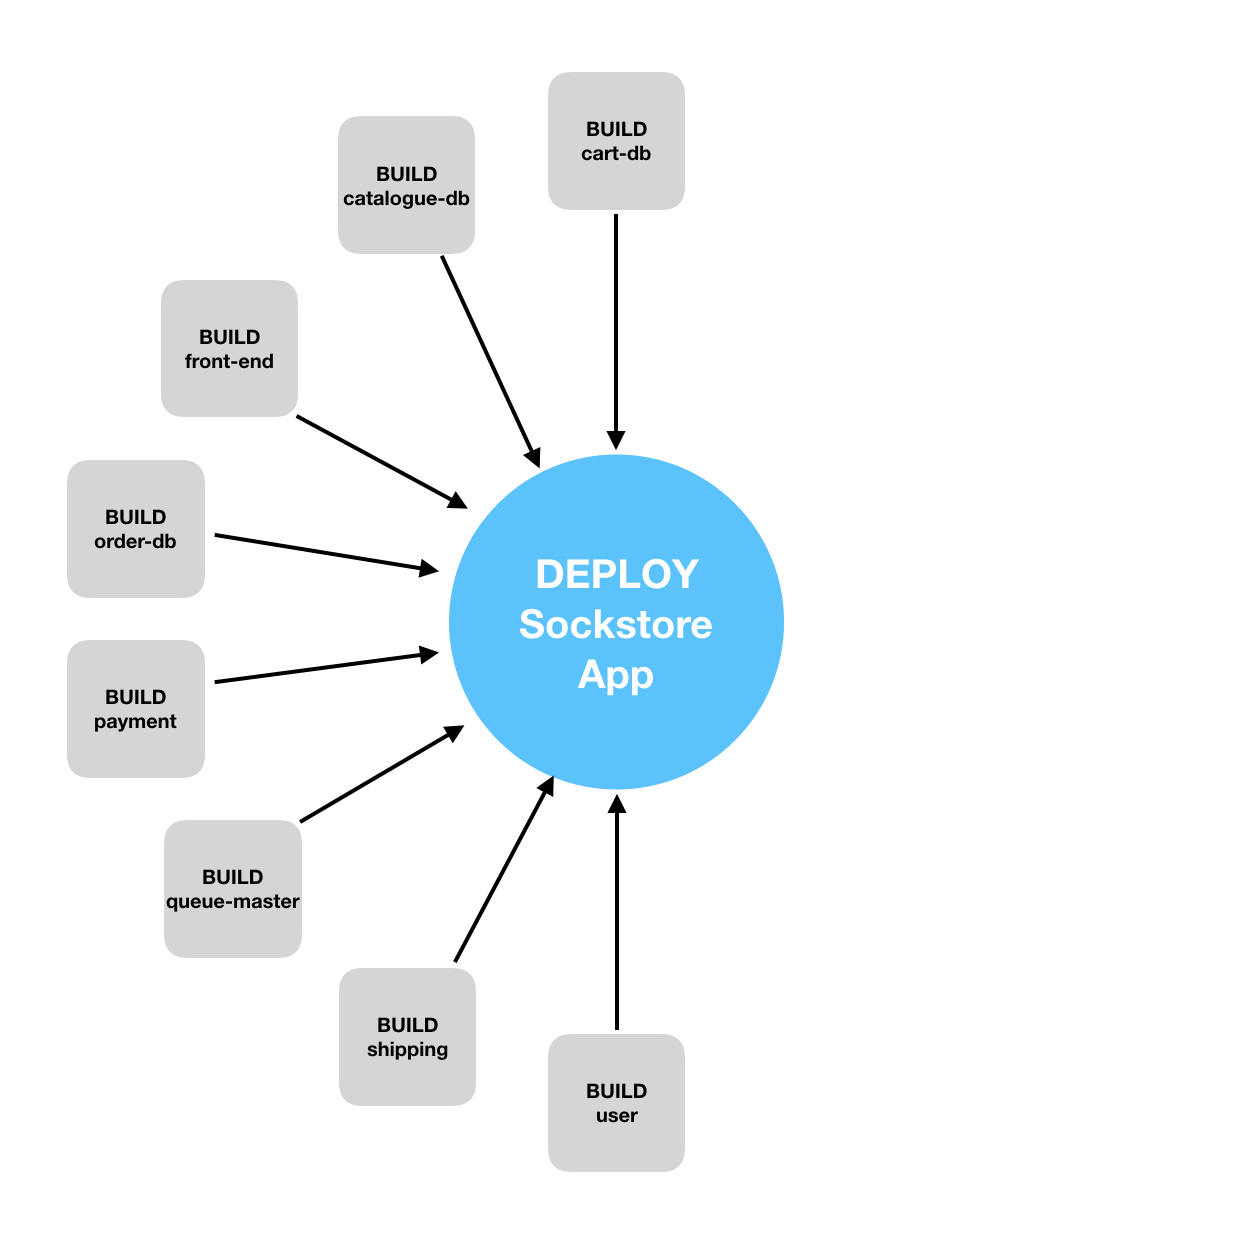 BUILD
cart-db
BUILD
catalogue-db
BUILD
front-end
BUILD
order-db
DEPLOY
Sockstore
App
BUILD
payment
BUILD
queue-master
BUILD
shipping
BUILD
user